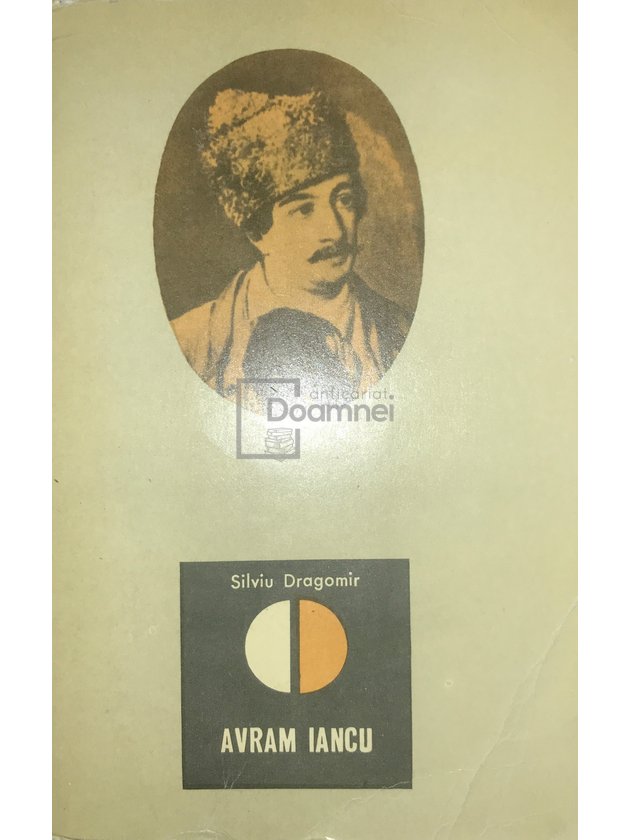 anticariat
Doamnei
Silviu Dragomir
AVRAM IANCU